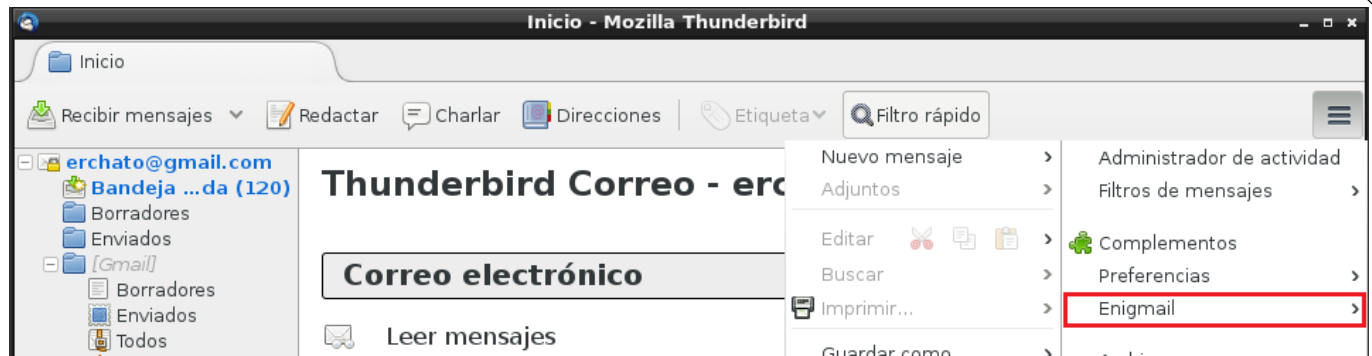 Inicio - Mozilla Thunderbird
Inicio
Recibir mensajes Redactar Charlar Direcciones Etiqueta Filtro rápido
erchato@gmail.com
Bandeja ...da (120)
Borradores
Enviados
[Gmail]
Borradores
Enviados
Todos
Thunderbird Correo - erc
Correo electrónico
Leer mensajes
Nuevo mensaje
Adjuntos
Editar
Buscar
Imprimir...
Guardar como
Administrador de actividad
Filtros de mensajes
Complementos
Preferencias
Enigmail